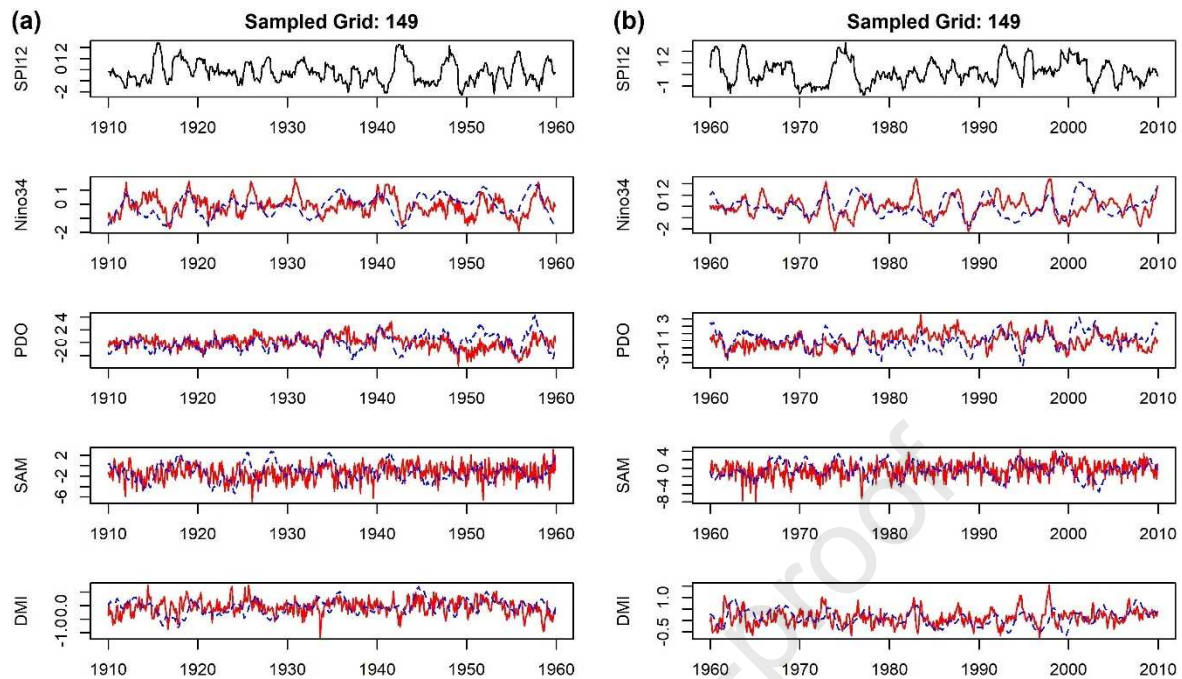 (a)
Sampled Grid: 149
SPI12
-2 0 1 2
1910 1920 1930 1940 1950 1960
Nino34
-2 0 1
1910 1920 1930 1940 1950 1960
PDO
-2 0 2 4
1910 1920 1930 1940 1950 1960
SAM
-6 -2 2
1910 1920 1930 1940 1950 1960
DMI
-1.0 0.0
1910 1920 1930 1940 1950 1960
(b)
Sampled Grid: 149
SPI12
-1 1 2
1960 1970 1980 1990 2000 2010
Nino34
-2 0 1 2
1960 1970 1980 1990 2000 2010
PDO
-3 -1 1 3
1960 1970 1980 1990 2000 2010
SAM
-8 -4 0 4
1960 1970 1980 1990 2000 2010
DMI
-0.5 1.0
1960 1970 1980 1990 2000 2010
proof